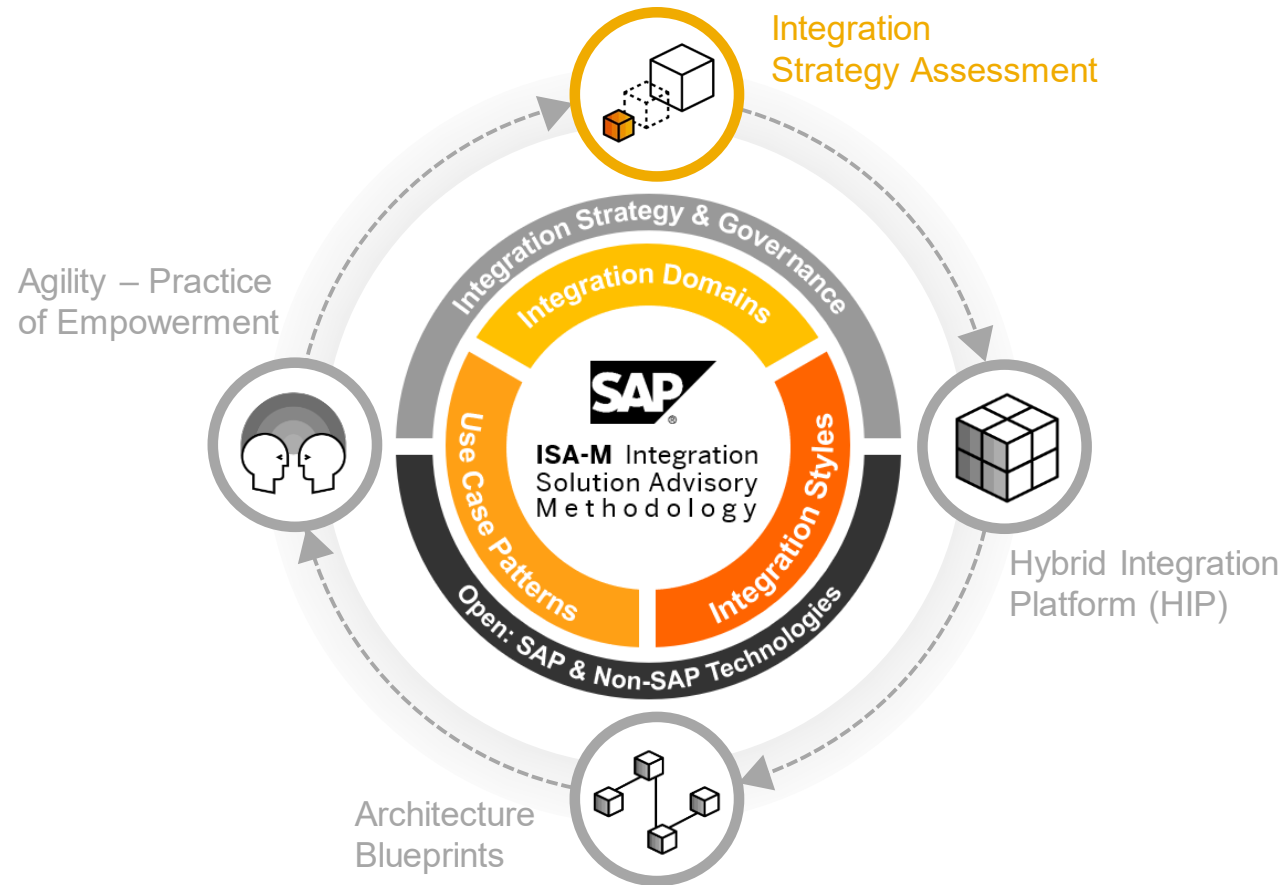 Integration
Strategy Assessment
Integration Strategy & Governance
Integration Domains
Agility – Practice
of Empowerment
SAP
®
ISA-M Integration
Solution Advisory
Methodology
Use Case Patterns
Integration Styles
Hybrid Integration
Platform (HIP)
Open: SAP & Non-SAP Technologies
Architecture
Blueprints